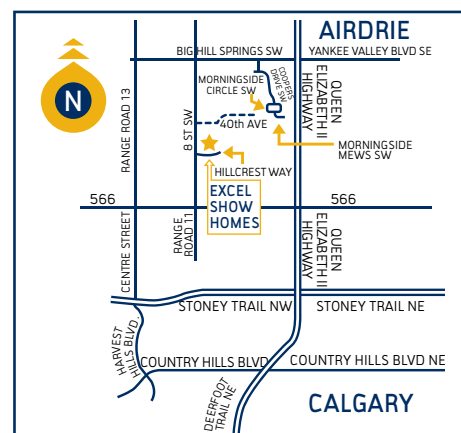 AIRDRIE
BIG HILL SPRINGS SW
YANKEE VALLEY BLVD SE
N
RANGE ROAD 13
8 ST SW
MORNINGSIDE
CIRCLE SW
COOPERS
DRIVE SW
QUEEN
ELIZABETH II
HIGHWAY
40th AVE
MORNINGSIDE
MEWS SW
HILLCREST WAY
EXCEL
SHOW
HOMES
566
566
CENTRE STREET
RANGE
ROAD 11
QUEEN
ELIZABETH II
HIGHWAY
STONEY TRAIL NW
STONEY TRAIL NE
HARVEST
HILLS BLVD.
COUNTRY HILLS BLVD
COUNTRY HILLS BLVD NE
DEERFOOT
TRAIL NE
CALGARY